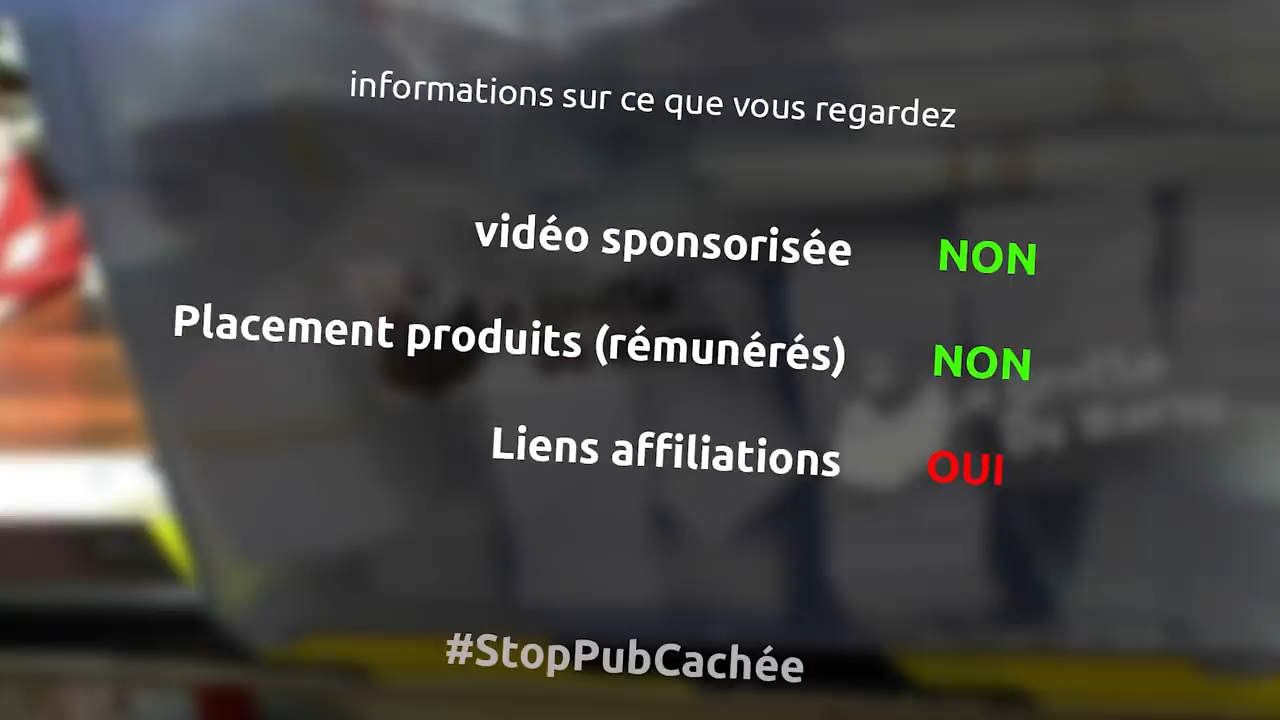 informations sur ce que vous regardez
vidéo sponsorisée NON
Placement produits (rémunérés) NON
Liens affiliations OUI
#StopPubCachée